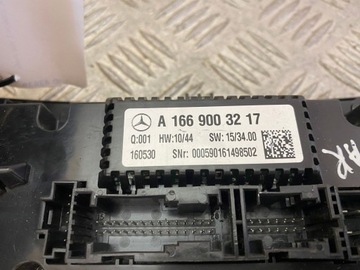 A 166 900 32 17
Q:001 HW:10/44 SW: 15/34.00
160530 SNr: 000590161498502